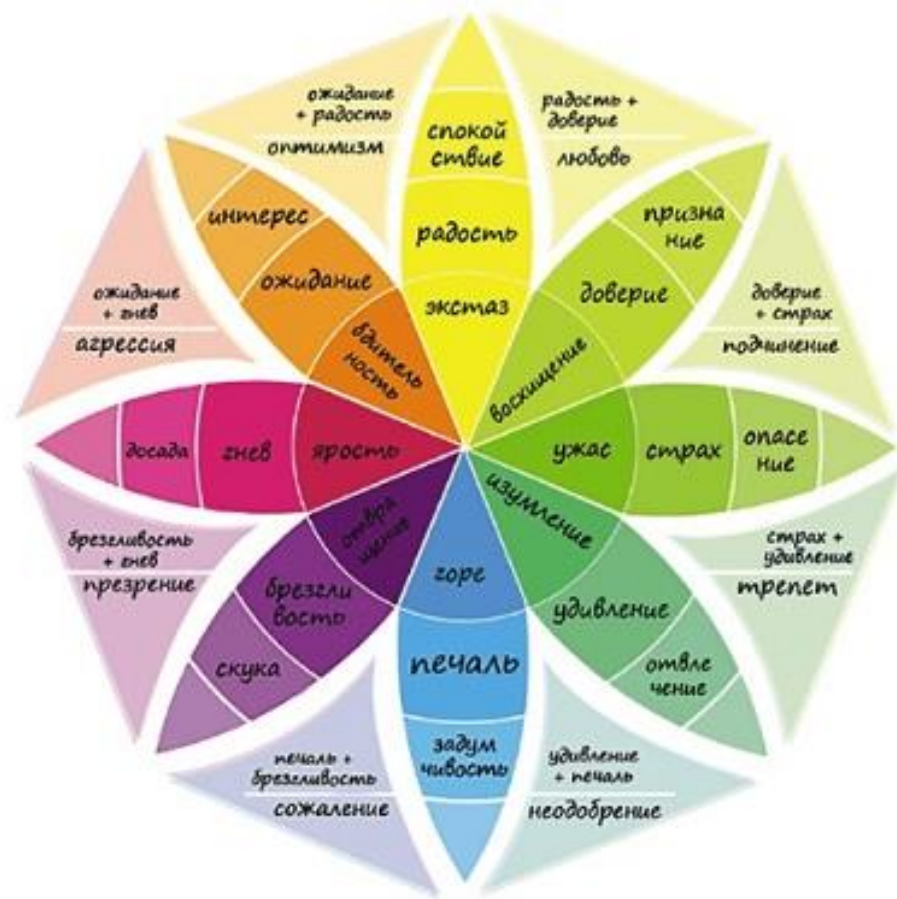 ожидание
+ радость
оптимизм
спокой
ствие
радость
экстаз
радость +
доверие
любовь
призна
ние
доверие
восхищение
доверие
+ страх
подчинение
ужас
страх
опасе
ние
страх +
удивление
трепет
изумление
удивление
отвле
чение
удивление
+ печаль
неодобрение
горе
печаль
задум
чивость
печаль +
брезгливость
сожаление
отвра
щение
брезгли
вость
скука
брезгливость
+ гнев
презрение
досада
гнев
ярость
ожидание
+ гнев
агрессия
интерес
ожидание
бдитель
ность